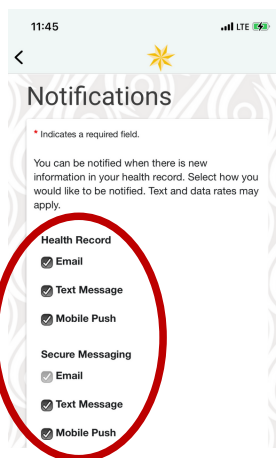 11:45
LTE
Notifications
* Indicates a required field.
You can be notified when there is new
information in your health record. Select how you
would like to be notified. Text and data rates may
apply.
Health Record
Email
Text Message
Mobile Push
Secure Messaging
Email
Text Message
Mobile Push